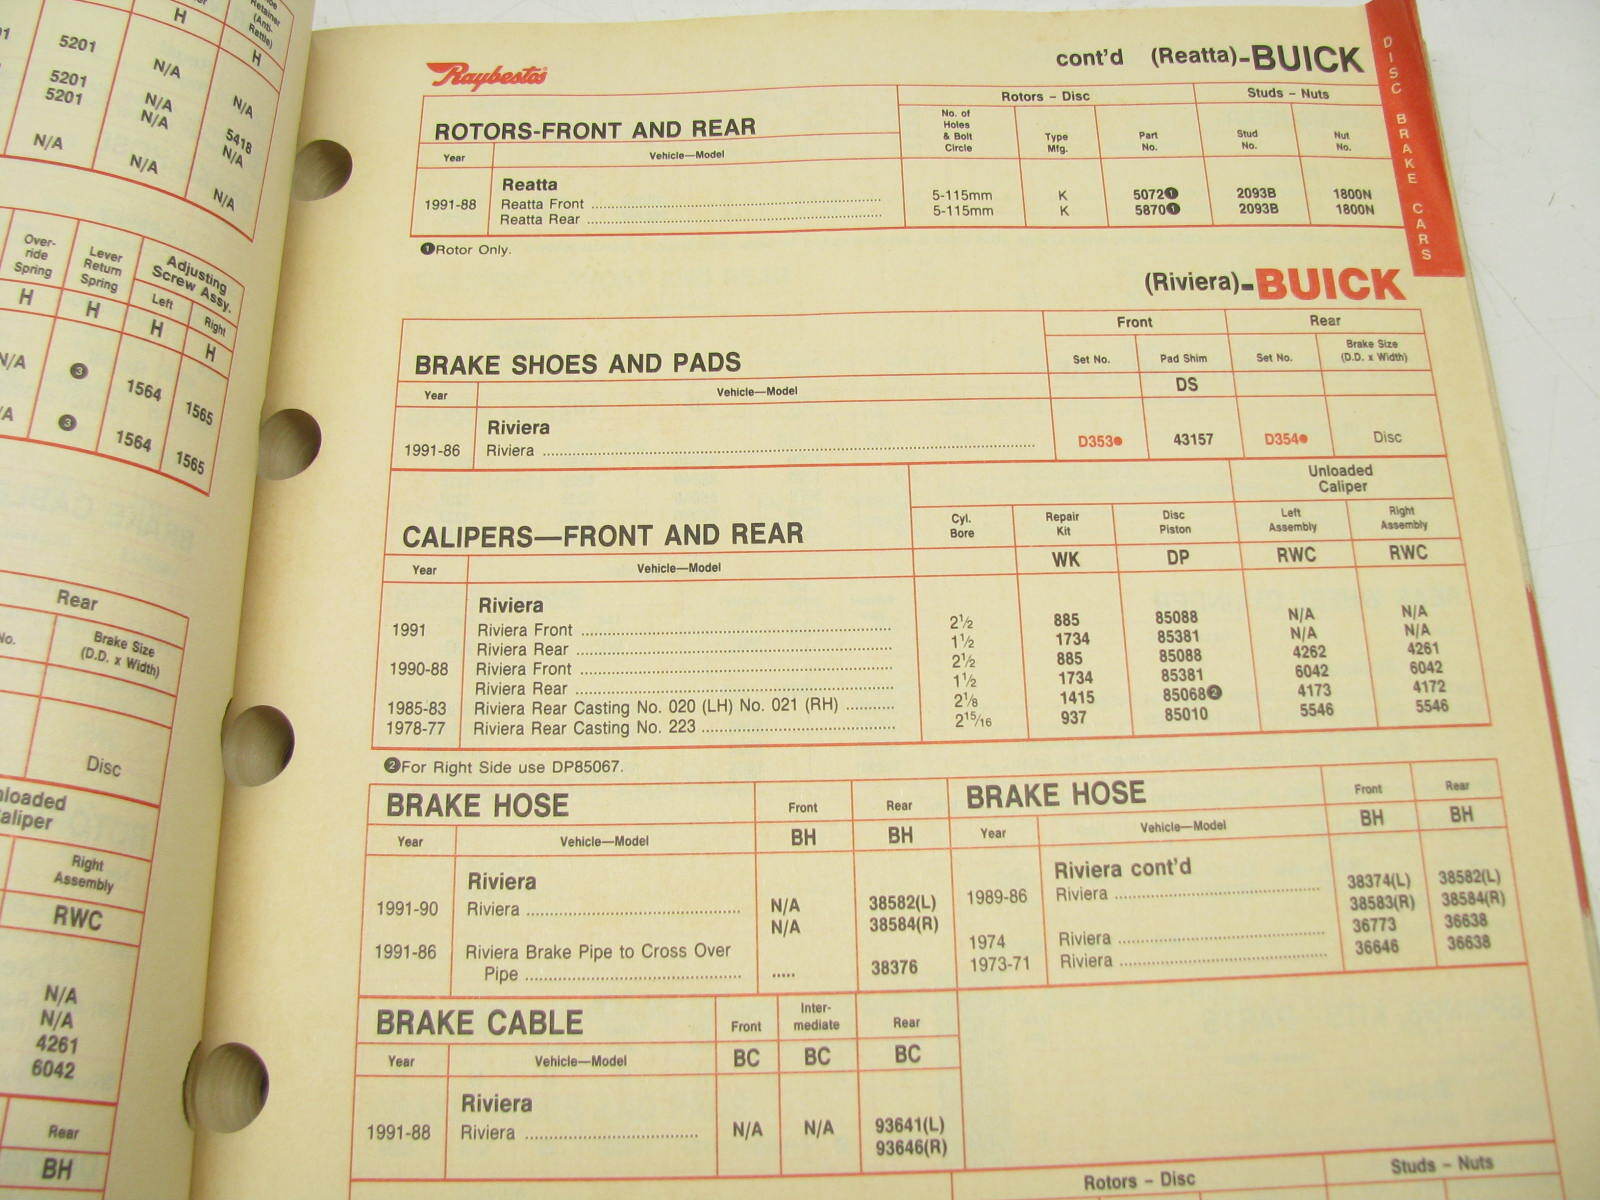 5201
5201
5201
N/A
H
N/A
N/A
N/A
N/A
Retainer
(Anti-
Rattle)
H
N/A
5418
N/A
N/A
Over-
ride
Spring
Lever
Return
Spring
Adjusting
Screw Assy.
Left
Right
H
H
H
H
N/A
❸
1564
1565
❸
1564
1565
Rear
Brake Size
(D.D. x Width)
Disc
Right
Assembly
RWC
N/A
N/A
4261
6042
Rear
BH
Raybestos
cont'd (Reatta)-BUICK
DISC BRAKE CARS
ROTORS-FRONT AND REAR
Rotors - Disc
Studs - Nuts
Year
Vehicle—Model
No. of
Holes
& Bolt
Circle
Type
Mfg.
Part
No.
Stud
No.
Nut
No.
Reatta
1991-88 Reatta Front 5-115mm K 5072❶ 2093B 1800N
Reatta Rear 5-115mm K 5870❶ 2093B 1800N
❶Rotor Only.
(Riviera)-BUICK
BRAKE SHOES AND PADS
Front
Rear
Set No.
Pad Shim
Set No.
Brake Size
(D.D. x Width)
Year
Vehicle—Model
DS
Riviera
1991-86 Riviera D353● 43157 D354● Disc
CALIPERS—FRONT AND REAR
Unloaded
Caliper
Cyl.
Bore
Repair
Kit
Disc
Piston
Left
Assembly
Right
Assembly
Year
Vehicle—Model
WK
DP
RWC
RWC
Riviera
1991 Riviera Front 2½ 885 85088 N/A N/A
Riviera Rear 1½ 1734 85381 N/A N/A
1990-88 Riviera Front 2½ 885 85088 4262 4261
Riviera Rear 1½ 1734 85381 6042 6042
1985-83 Riviera Rear Casting No. 020 (LH) No. 021 (RH) 2⅛ 1415 85068❷ 4173 4172
1978-77 Riviera Rear Casting No. 223 2 15/16 937 85010 5546 5546
❷For Right Side use DP85067.
BRAKE HOSE
Front
Rear
Year
Vehicle—Model
BH
BH
Riviera
1991-90 Riviera N/A 38582(L)
N/A 38584(R)
1991-86 Riviera Brake Pipe to Cross Over
Pipe ..... 38376
BRAKE HOSE
Front
Rear
Year
Vehicle—Model
BH
BH
Riviera cont'd
1989-86 Riviera 38374(L) 38582(L)
38583(R) 38584(R)
1974 Riviera 36773 36638
1973-71 Riviera 36646 36638
BRAKE CABLE
Front
Inter-
mediate
Rear
Year
Vehicle—Model
BC
BC
BC
Riviera
1991-88 Riviera N/A N/A 93641(L)
93646(R)
Rotors - Disc
Studs - Nuts